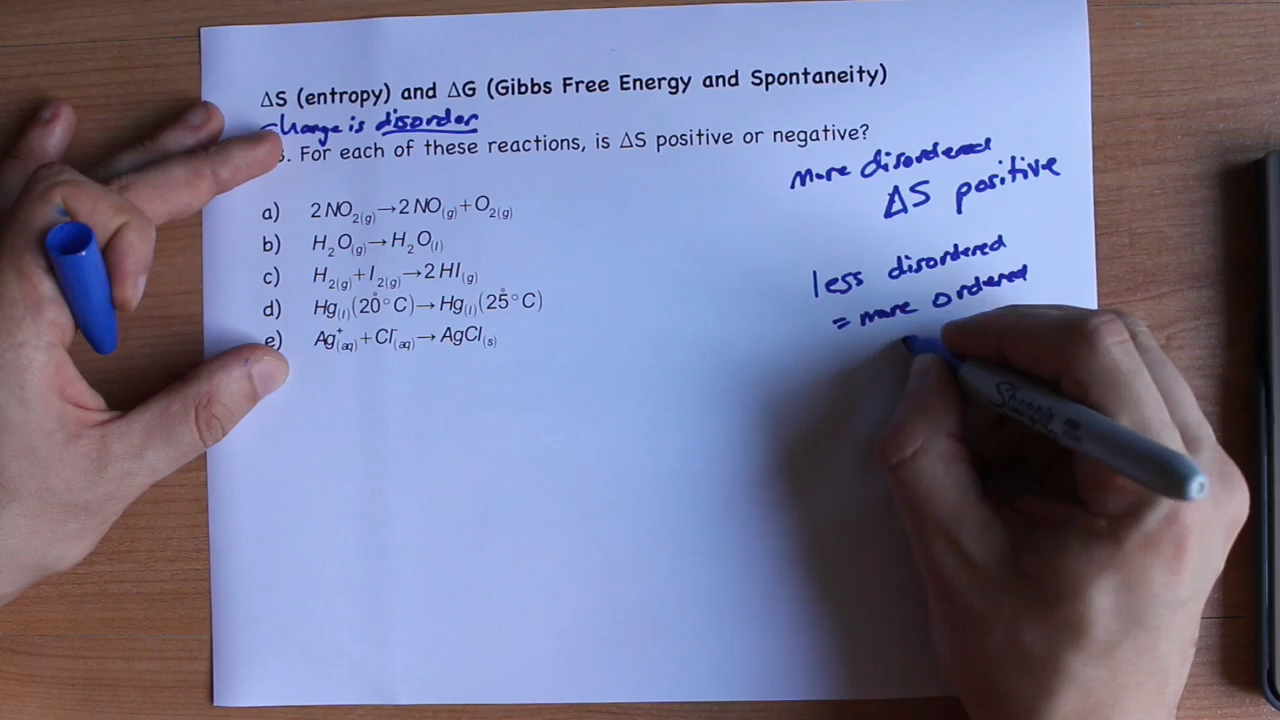 ΔS (entropy) and ΔG (Gibbs Free Energy and Spontaneity)
change is disorder
. For each of these reactions, is ΔS positive or negative?
a) 2NO₂(g)→2NO(g)+O₂(g)
b) H₂O(g)→H₂O(l)
c) H₂(g)+I₂(g)→2HI(g)
d) Hg(l)(20°C)→Hg(l)(25°C)
e) Ag⁺(aq)+Cl⁻(aq)→AgCl(s)
more disordered
ΔS positive
less disordered
= more ordered
Sharpie